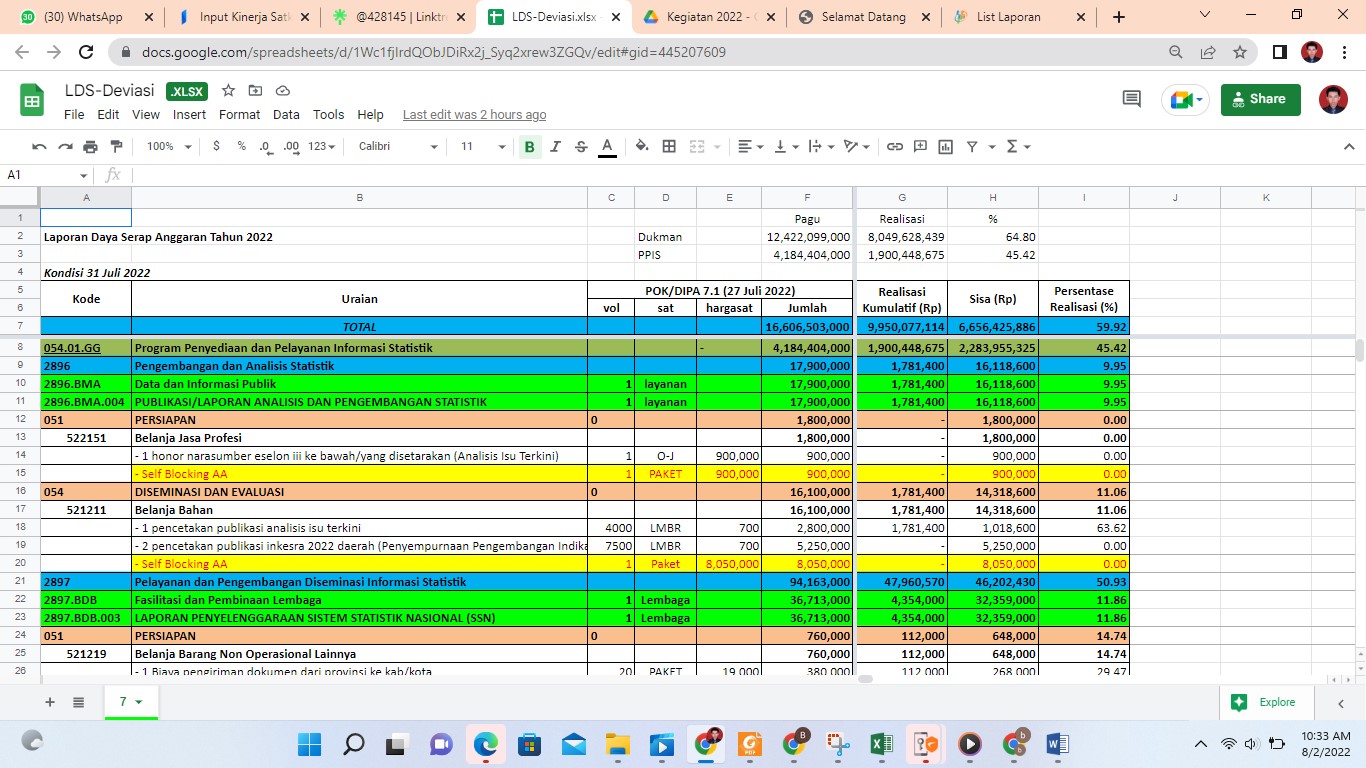 (30) WhatsApp Input Kinerja Satk @428145 | Linktr LDS-Deviasi.xlsx Kegiatan 2022 - G Selamat Datang List Laporan
docs.google.com/spreadsheets/d/1Wc1fjIrdQObJDiRx2j_Syq2xrew3ZGQv/edit#gid=445207609
LDS-Deviasi .XLSX
Share
File Edit View Insert Format Data Tools Help Last edit was 2 hours ago
100% $ % .0 .00 123 Calibri 11 B I S A
A1 fx
A B C D E F G H I J K
1 Pagu Realisasi %
2 Laporan Daya Serap Anggaran Tahun 2022 Dukman 12,422,099,000 8,049,628,439 64.80
3 PPIS 4,184,404,000 1,900,448,675 45.42
4 Kondisi 31 Juli 2022
5 Kode Uraian POK/DIPA 7.1 (27 Juli 2022) Realisasi Kumulatif (Rp) Sisa (Rp) Persentase Realisasi (%)
6 vol sat hargasat Jumlah
7 TOTAL 16,606,503,000 9,950,077,114 6,656,425,886 59.92
8 054.01.GG Program Penyediaan dan Pelayanan Informasi Statistik - 4,184,404,000 1,900,448,675 2,283,955,325 45.42
9 2896 Pengembangan dan Analisis Statistik 17,900,000 1,781,400 16,118,600 9.95
10 2896.BMA Data dan Informasi Publik 1 layanan 17,900,000 1,781,400 16,118,600 9.95
11 2896.BMA.004 PUBLIKASI/LAPORAN ANALISIS DAN PENGEMBANGAN STATISTIK 1 layanan 17,900,000 1,781,400 16,118,600 9.95
12 051 PERSIAPAN 0 1,800,000 - 1,800,000 0.00
13 522151 Belanja Jasa Profesi 1,800,000 - 1,800,000 0.00
14 - 1 honor narasumber eselon iii ke bawah/yang disetarakan (Analisis Isu Terkini) 1 O-J 900,000 900,000 - 900,000 0.00
15 - Self Blocking AA 1 PAKET 900,000 900,000 - 900,000 0.00
16 054 DISEMINASI DAN EVALUASI 0 16,100,000 1,781,400 14,318,600 11.06
17 521211 Belanja Bahan 16,100,000 1,781,400 14,318,600 11.06
18 - 1 pencetakan publikasi analisis isu terkini 4000 LMBR 700 2,800,000 1,781,400 1,018,600 63.62
19 - 2 pencetakan publikasi inkesra 2022 daerah (Penyempurnaan Pengembangan Indika 7500 LMBR 700 5,250,000 - 5,250,000 0.00
20 - Self Blocking AA 1 Paket 8,050,000 8,050,000 - 8,050,000 0.00
21 2897 Pelayanan dan Pengembangan Diseminasi Informasi Statistik 94,163,000 47,960,570 46,202,430 50.93
22 2897.BDB Fasilitasi dan Pembinaan Lembaga 1 Lembaga 36,713,000 4,354,000 32,359,000 11.86
23 2897.BDB.003 LAPORAN PENYELENGGARAAN SISTEM STATISTIK NASIONAL (SSN) 1 Lembaga 36,713,000 4,354,000 32,359,000 11.86
24 051 PERSIAPAN 0 760,000 112,000 648,000 14.74
25 521219 Belanja Barang Non Operasional Lainnya 760,000 112,000 648,000 14.74
26 - 1 Biaya pengiriman dokumen dari provinsi ke kab/kota 20 PAKET 19,000 380,000 112,000 268,000 29.47
7 Explore
10:33 AM
8/2/2022